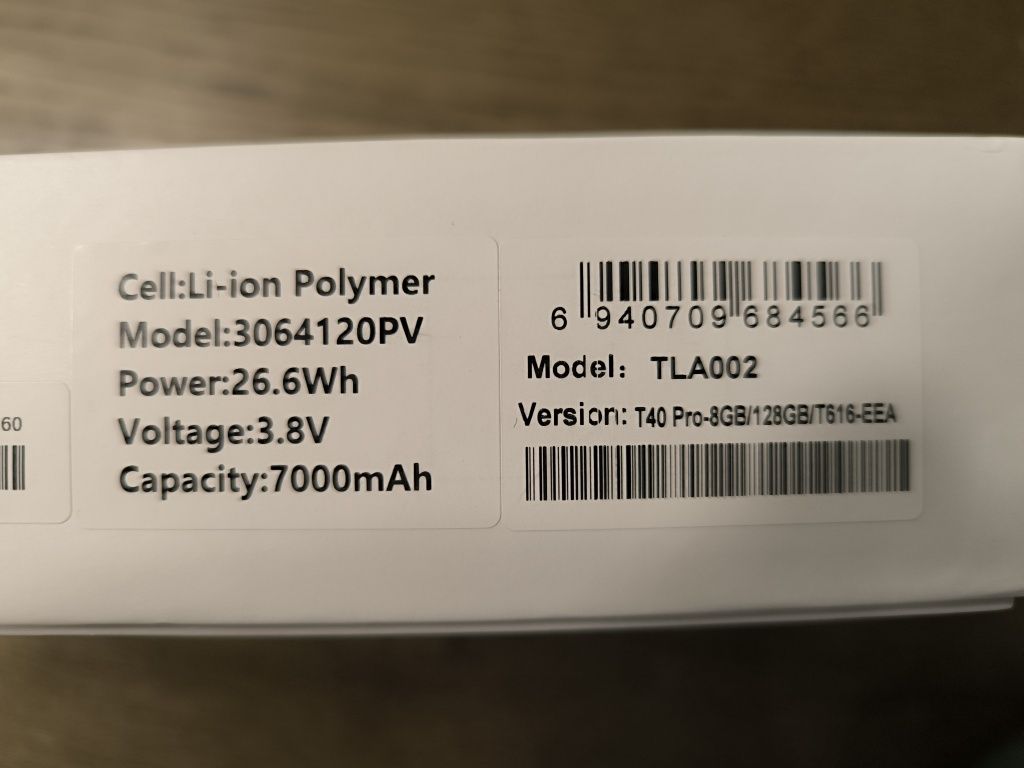 60
Cell:Li-ion Polymer
Model:3064120PV
Power:26.6Wh
Voltage:3.8V
Capacity:7000mAh
6 940709 684566
Model: TLA002
Version: T40 Pro-8GB/128GB/T616-EEA